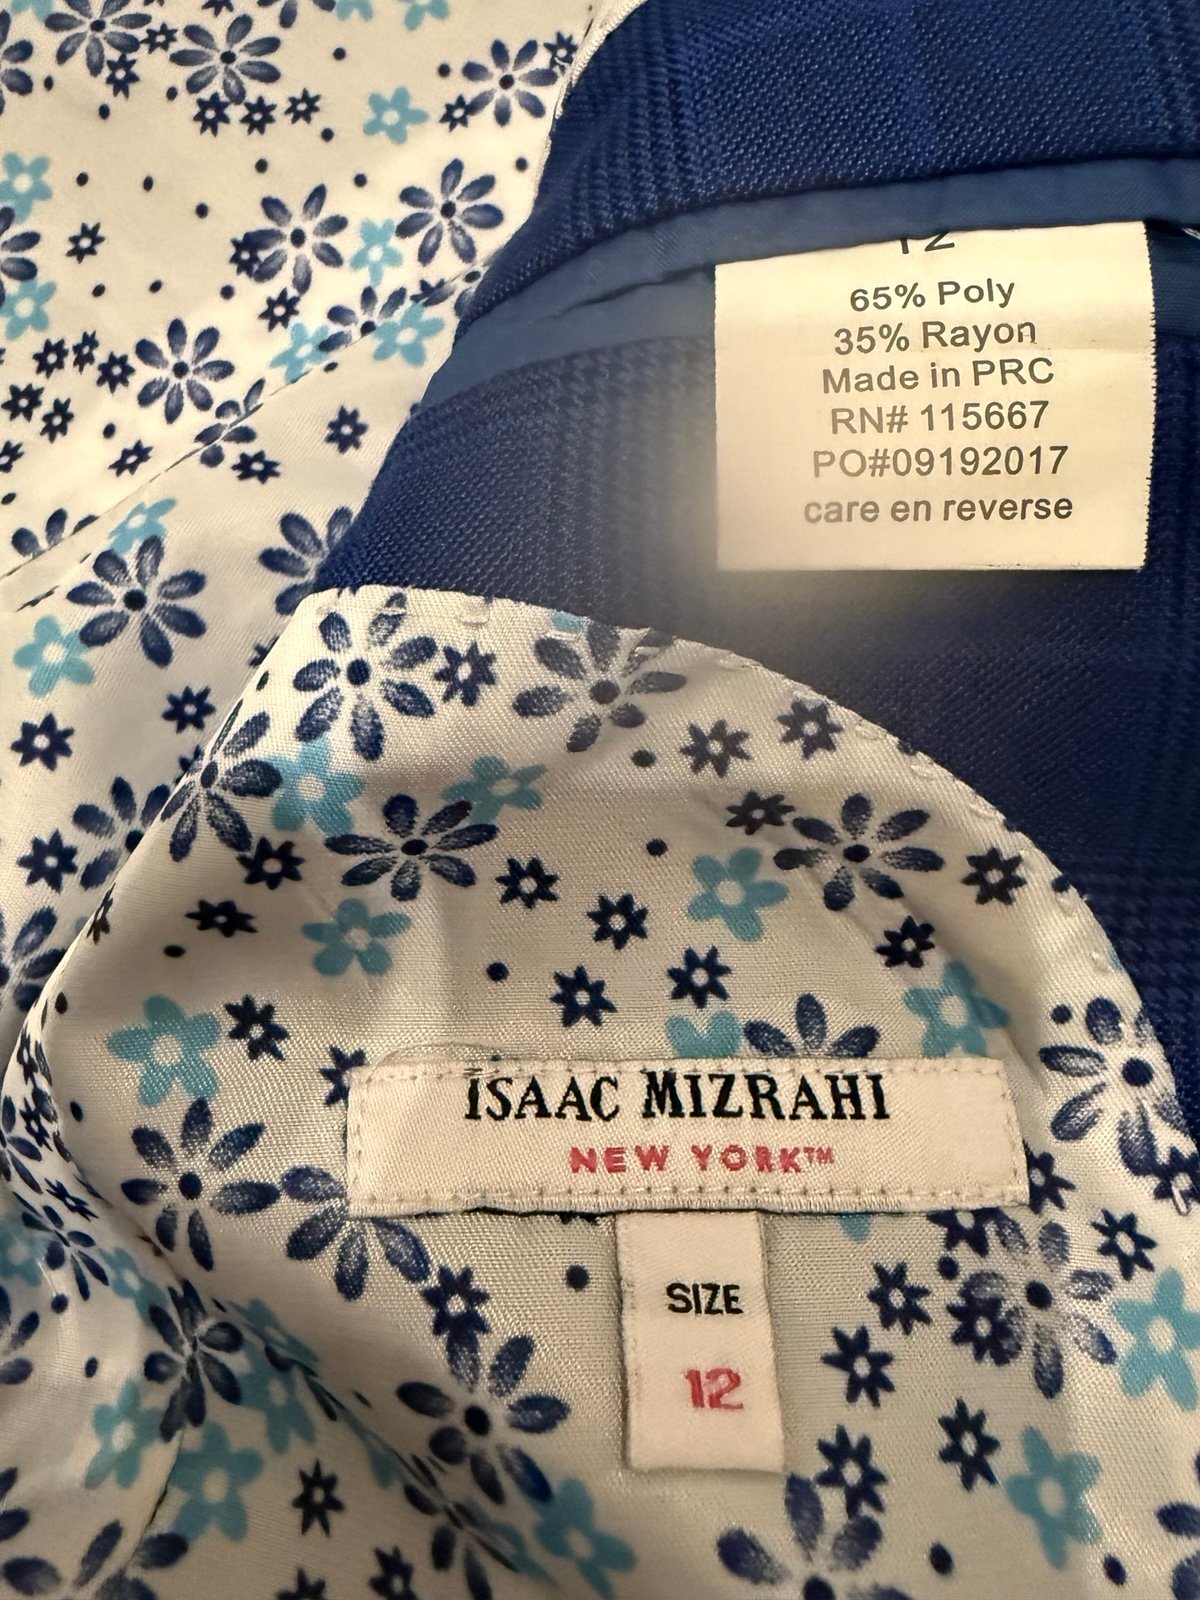 12
65% Poly
35% Rayon
Made in PRC
RN# 115667
PO#09192017
care en reverse
ISAAC MIZRAHI
NEW YORK™
SIZE
12